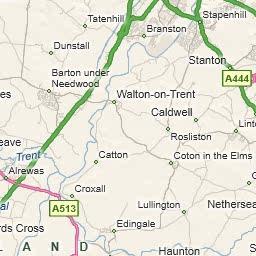 Tatenhill
Branston
Stapenhill
Dunstall
Stanton
Barton under
Needwood
A444
Walton-on-Trent
Caldwell
Rosliston
Trent
Catton
Coton in the Elms
Alrewas
Croxall
A513
Lullington
Edingale
Haunton